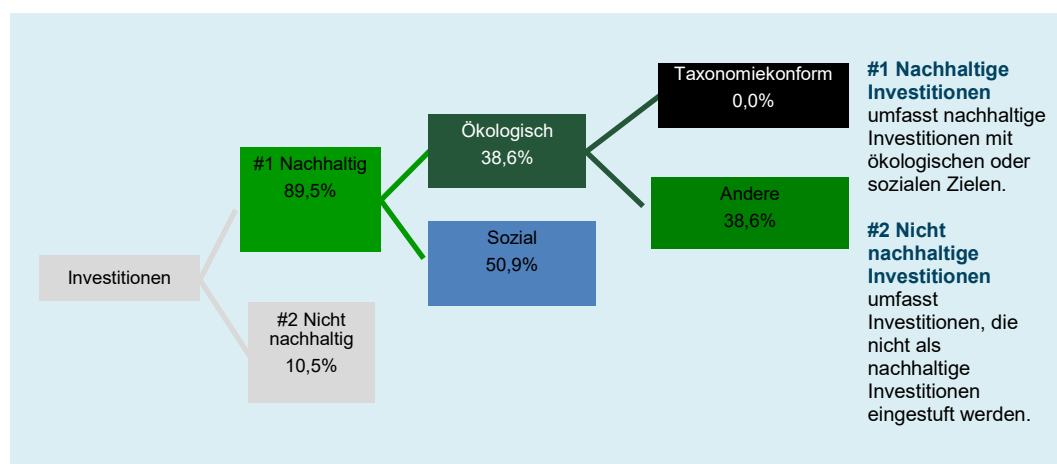 Investitionen
#1 Nachhaltig
89,5%
#2 Nicht
nachhaltig
10,5%
Ökologisch
38,6%
Sozial
50,9%
Taxonomiekonform
0,0%
Andere
38,6%
#1 Nachhaltige
Investitionen
umfasst nachhaltige
Investitionen mit
ökologischen oder
sozialen Zielen.
#2 Nicht
nachhaltige
Investitionen
umfasst
Investitionen, die
nicht als
nachhaltige
Investitionen
eingestuft werden.